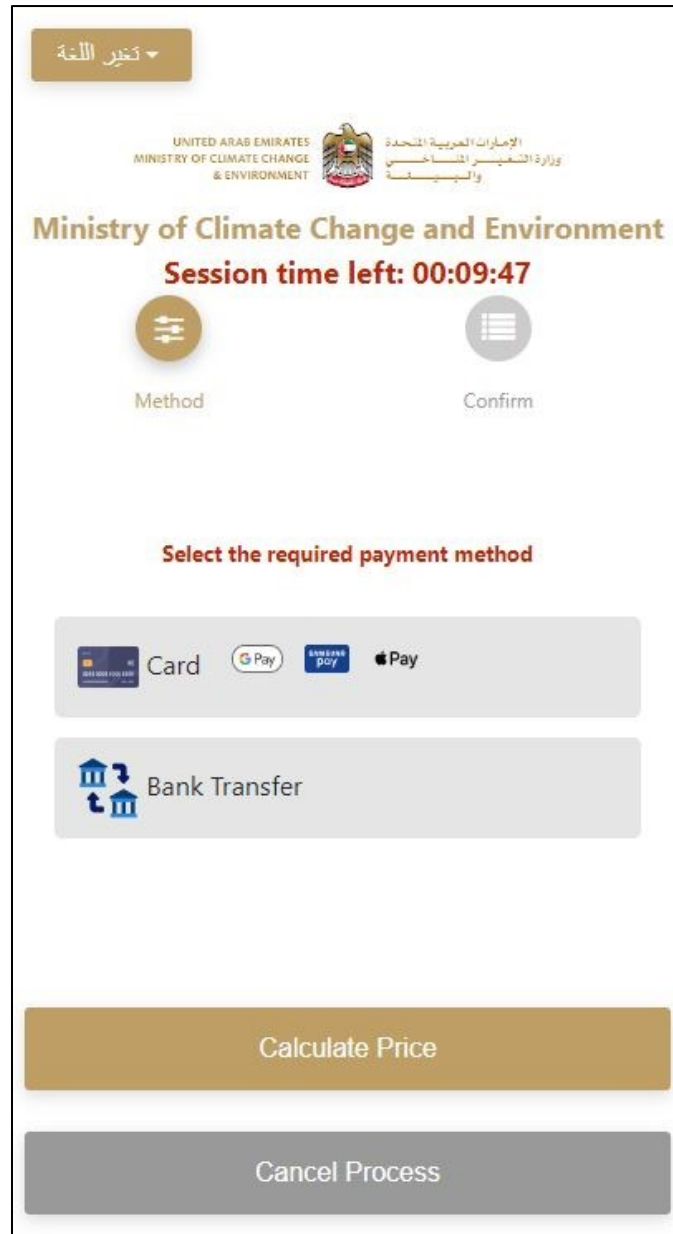 تغير اللغة
UNITED ARAB EMIRATES
MINISTRY OF CLIMATE CHANGE
& ENVIRONMENT
الإمارات العربية المتحدة
وزارة التغير المناخي
والبيئة
Ministry of Climate Change and Environment
Session time left: 00:09:47
Method
Confirm
Select the required payment method
Card G Pay SAMSUNG pay Pay
Bank Transfer
Calculate Price
Cancel Process